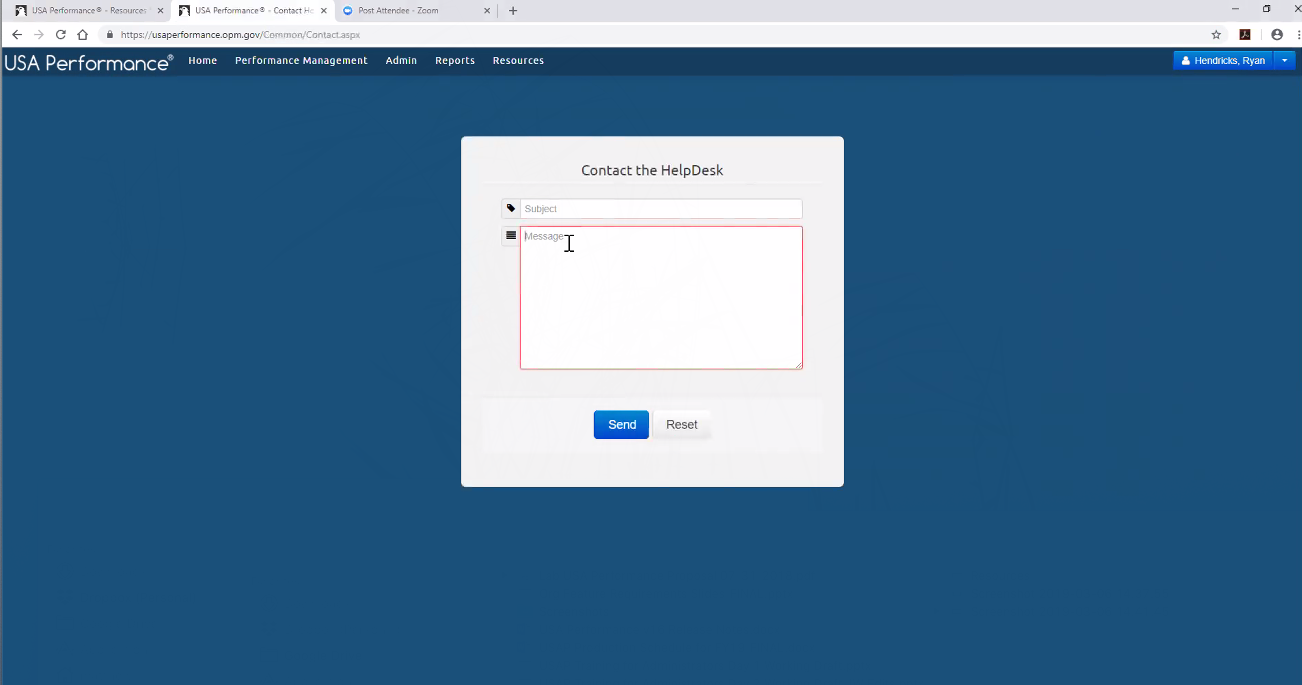 USA Performance® - Resources
USA Performance® - Contact He
Post Attendee - Zoom
https://usaperformance.opm.gov/Common/Contact.aspx
USA Performance®
Home
Performance Management
Admin
Reports
Resources
Hendricks, Ryan
Contact the HelpDesk
Subject
Message
Send
Reset